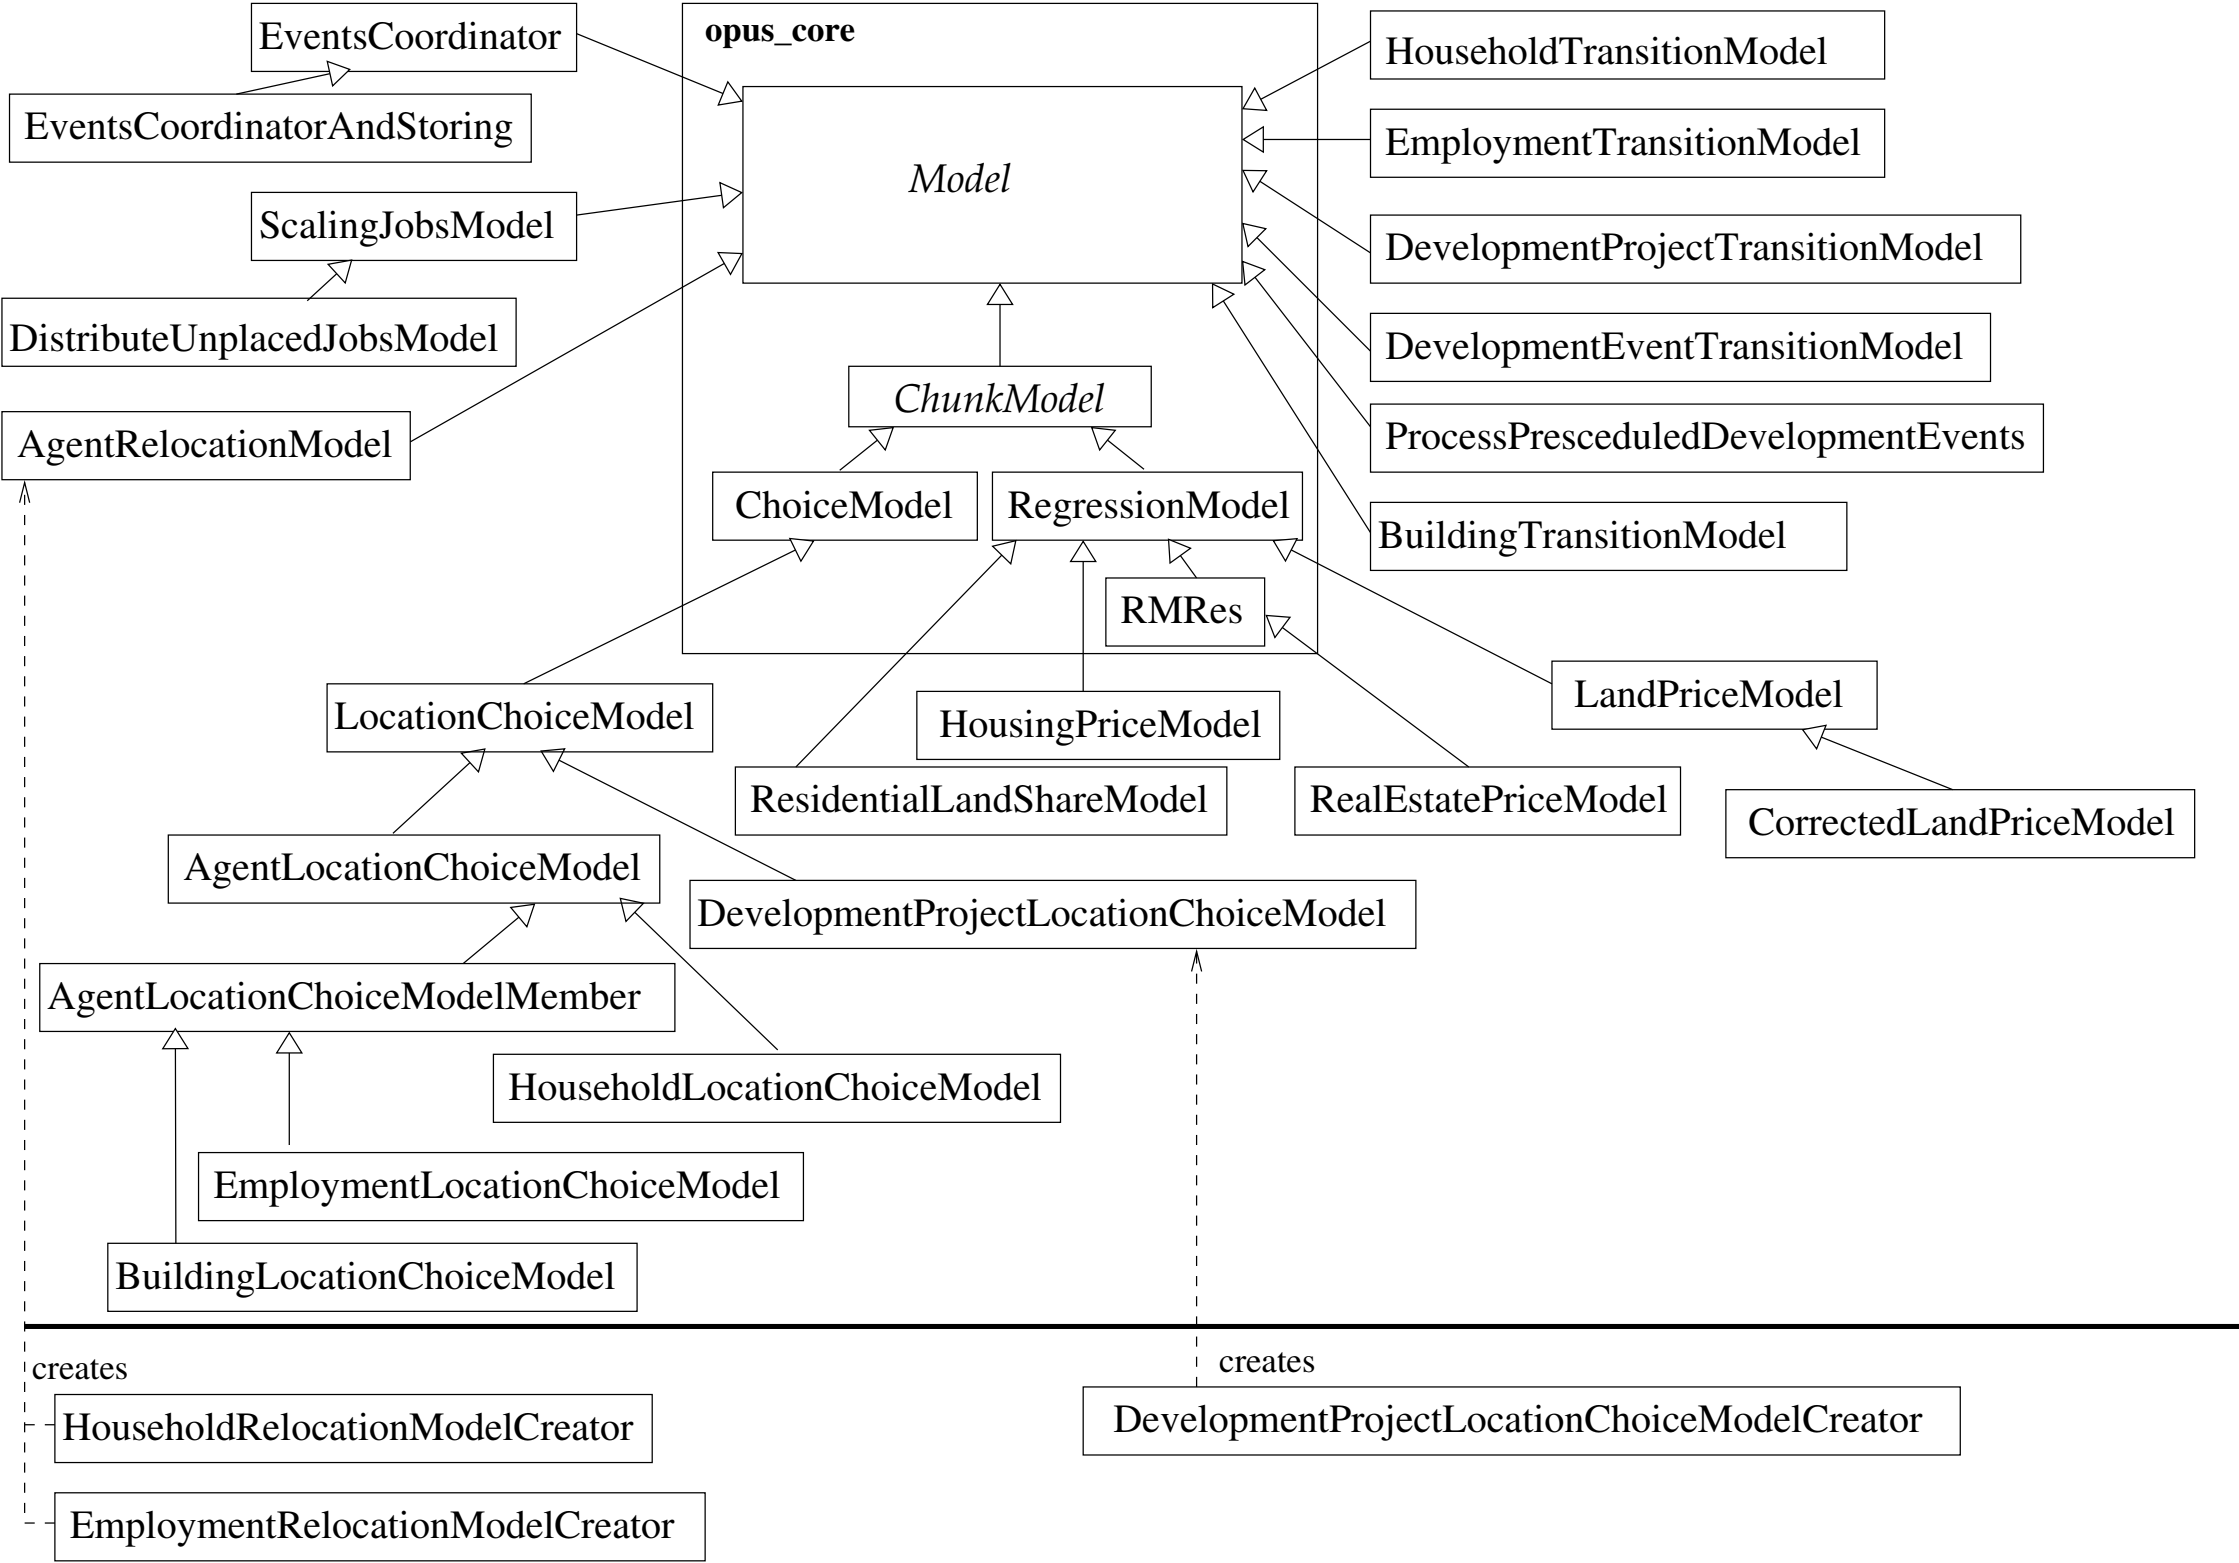 EventsCoordinator
opus_core
HouseholdTransitionModel
EventsCoordinatorAndStoring
EmploymentTransitionModel
Model
ScalingJobsModel
DevelopmentProjectTransitionModel
DistributeUnplacedJobsModel
DevelopmentEventTransitionModel
ChunkModel
AgentRelocationModel
ProcessPresceduledDevelopmentEvents
ChoiceModel
RegressionModel
BuildingTransitionModel
RMRes
LocationChoiceModel
HousingPriceModel
LandPriceModel
ResidentialLandShareModel
RealEstatePriceModel
CorrectedLandPriceModel
AgentLocationChoiceModel
DevelopmentProjectLocationChoiceModel
AgentLocationChoiceModelMember
HouseholdLocationChoiceModel
EmploymentLocationChoiceModel
BuildingLocationChoiceModel
creates
creates
HouseholdRelocationModelCreator
DevelopmentProjectLocationChoiceModelCreator
EmploymentRelocationModelCreator